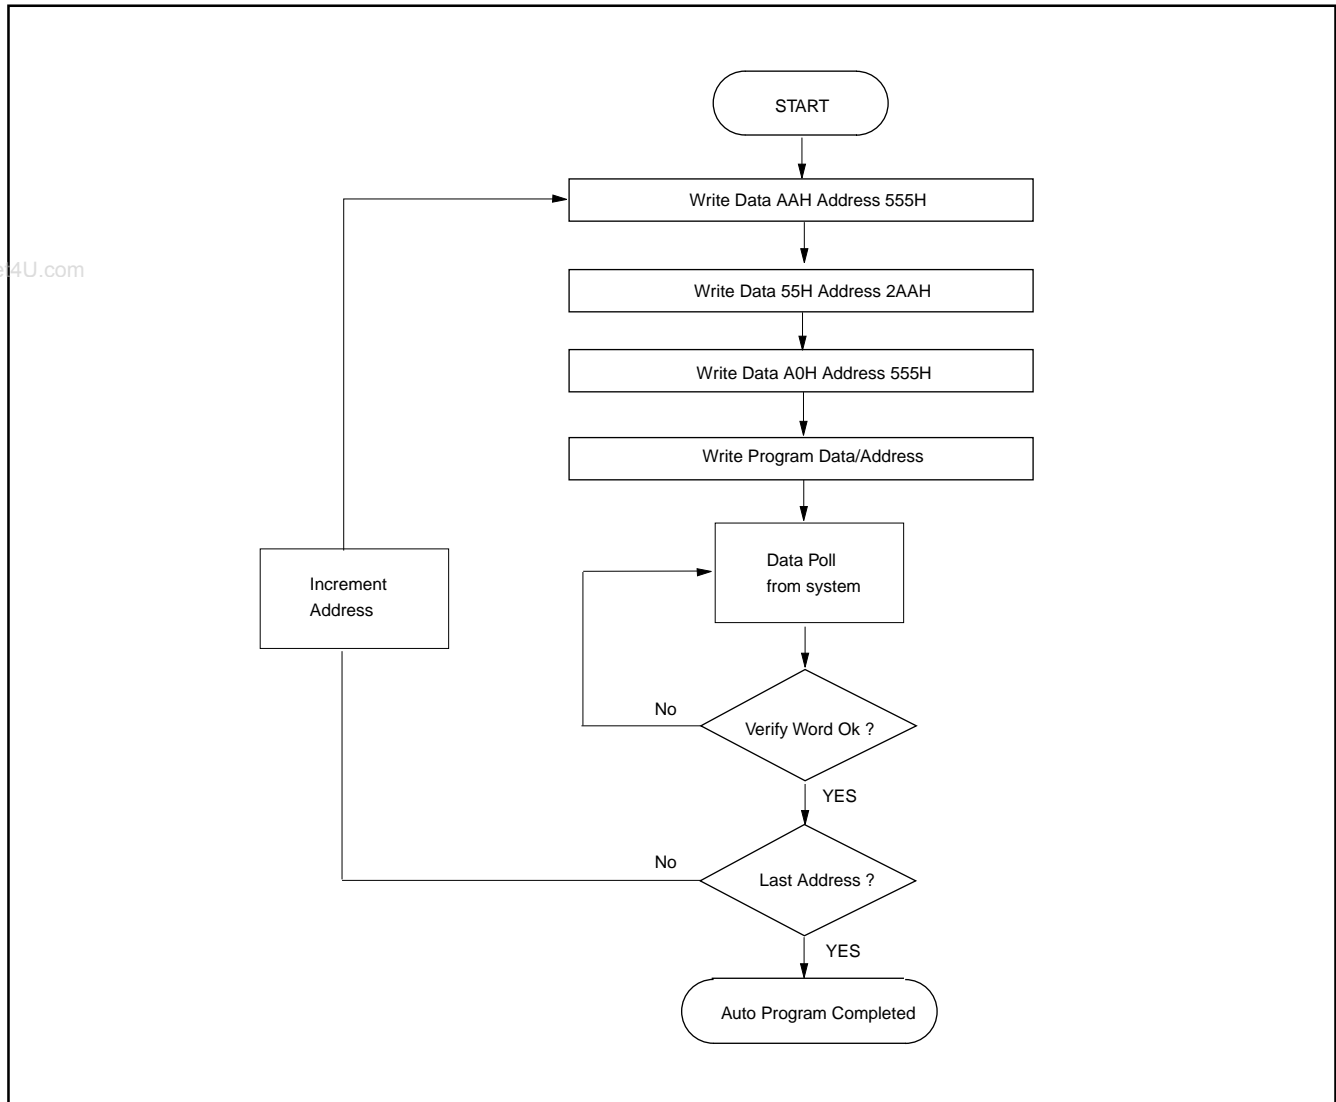 START
Write Data AAH Address 555H
4U.com
Write Data 55H Address 2AAH
Write Data A0H Address 555H
Write Program Data/Address
Data Poll
from system
Increment
Address
No
Verify Word Ok ?
YES
No
Last Address ?
YES
Auto Program Completed